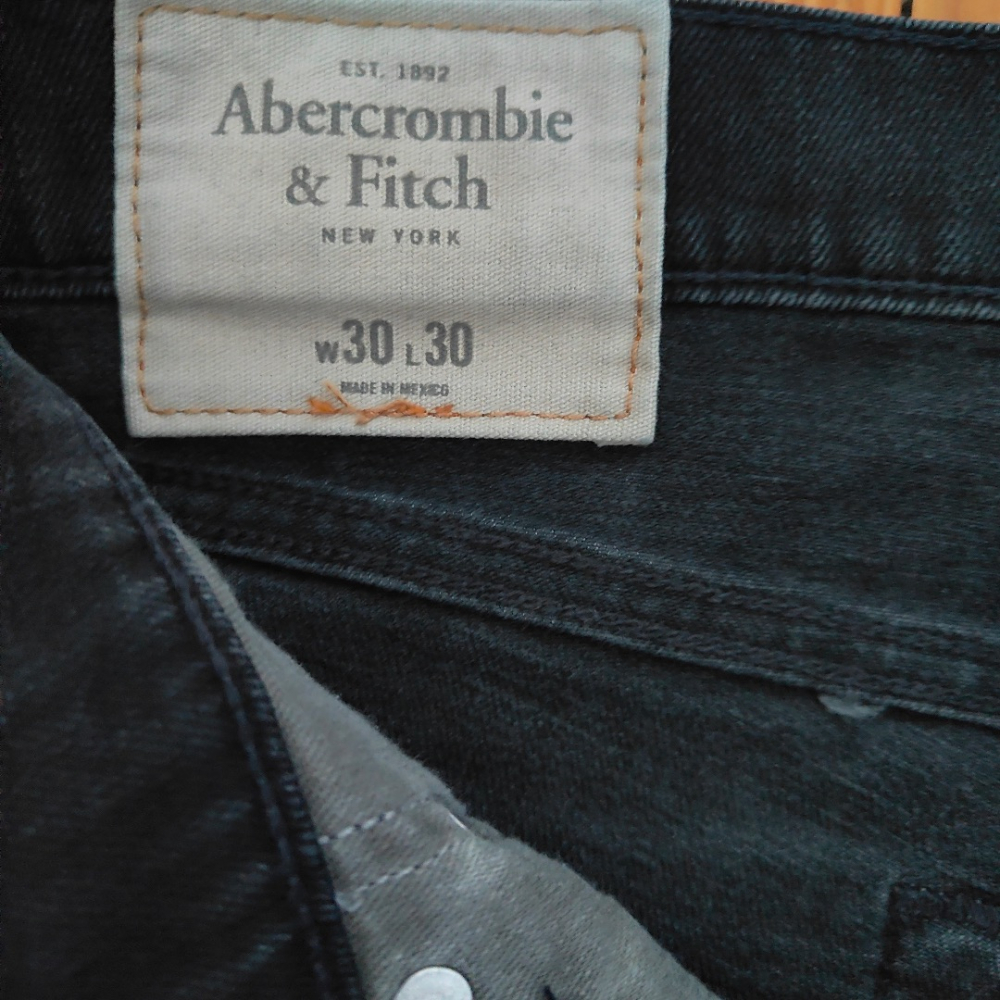 EST. 1892
Abercrombie
& Fitch
NEW YORK
W30 L30
MADE IN MEXICO